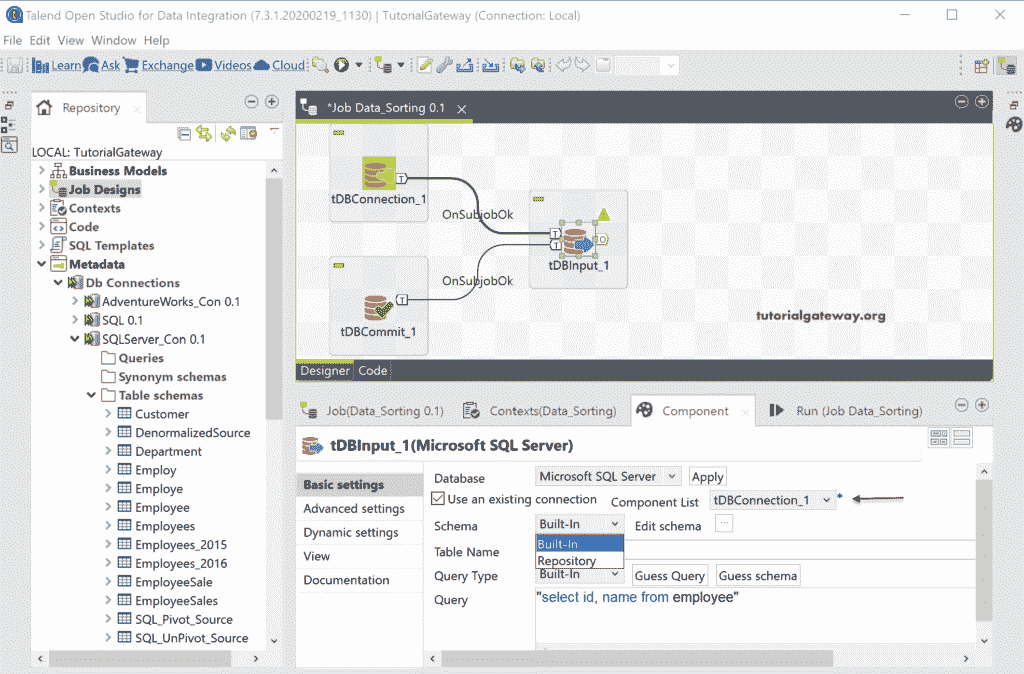 Talend Open Studio for Data Integration (7.3.1.20200219_1130) | TutorialGateway (Connection: Local)
File Edit View Window Help
Learn Ask Exchange Videos Cloud
Repository
LOCAL: TutorialGateway
Business Models
Job Designs
Contexts
Code
SQL Templates
Metadata
Db Connections
AdventureWorks_Con 0.1
SQL 0.1
SQLServer_Con 0.1
Queries
Synonym schemas
Table schemas
Customer
DenormalizedSource
Department
Employ
Employe
Employee
Employees
Employees_2015
Employees_2016
EmployeeSale
EmployeeSales
SQL_Pivot_Source
SQL_UnPivot_Source
*Job Data_Sorting 0.1
T
tDBConnection_1
OnSubjobOk
T
T
O
tDBInput_1
OnSubjobOk
T
tDBCommit_1
tutorialgateway.org
Designer Code
Job(Data_Sorting 0.1) Contexts(Data_Sorting) Component Run (Job Data_Sorting)
tDBInput_1(Microsoft SQL Server)
Basic settings
Advanced settings
Dynamic settings
View
Documentation
Database Microsoft SQL Server Apply
Use an existing connection Component List tDBConnection_1 *
Schema Built-In Edit schema ...
Built-In
Repository
Table Name
Query Type Built-In Guess Query Guess schema
Query "select id, name from employee"